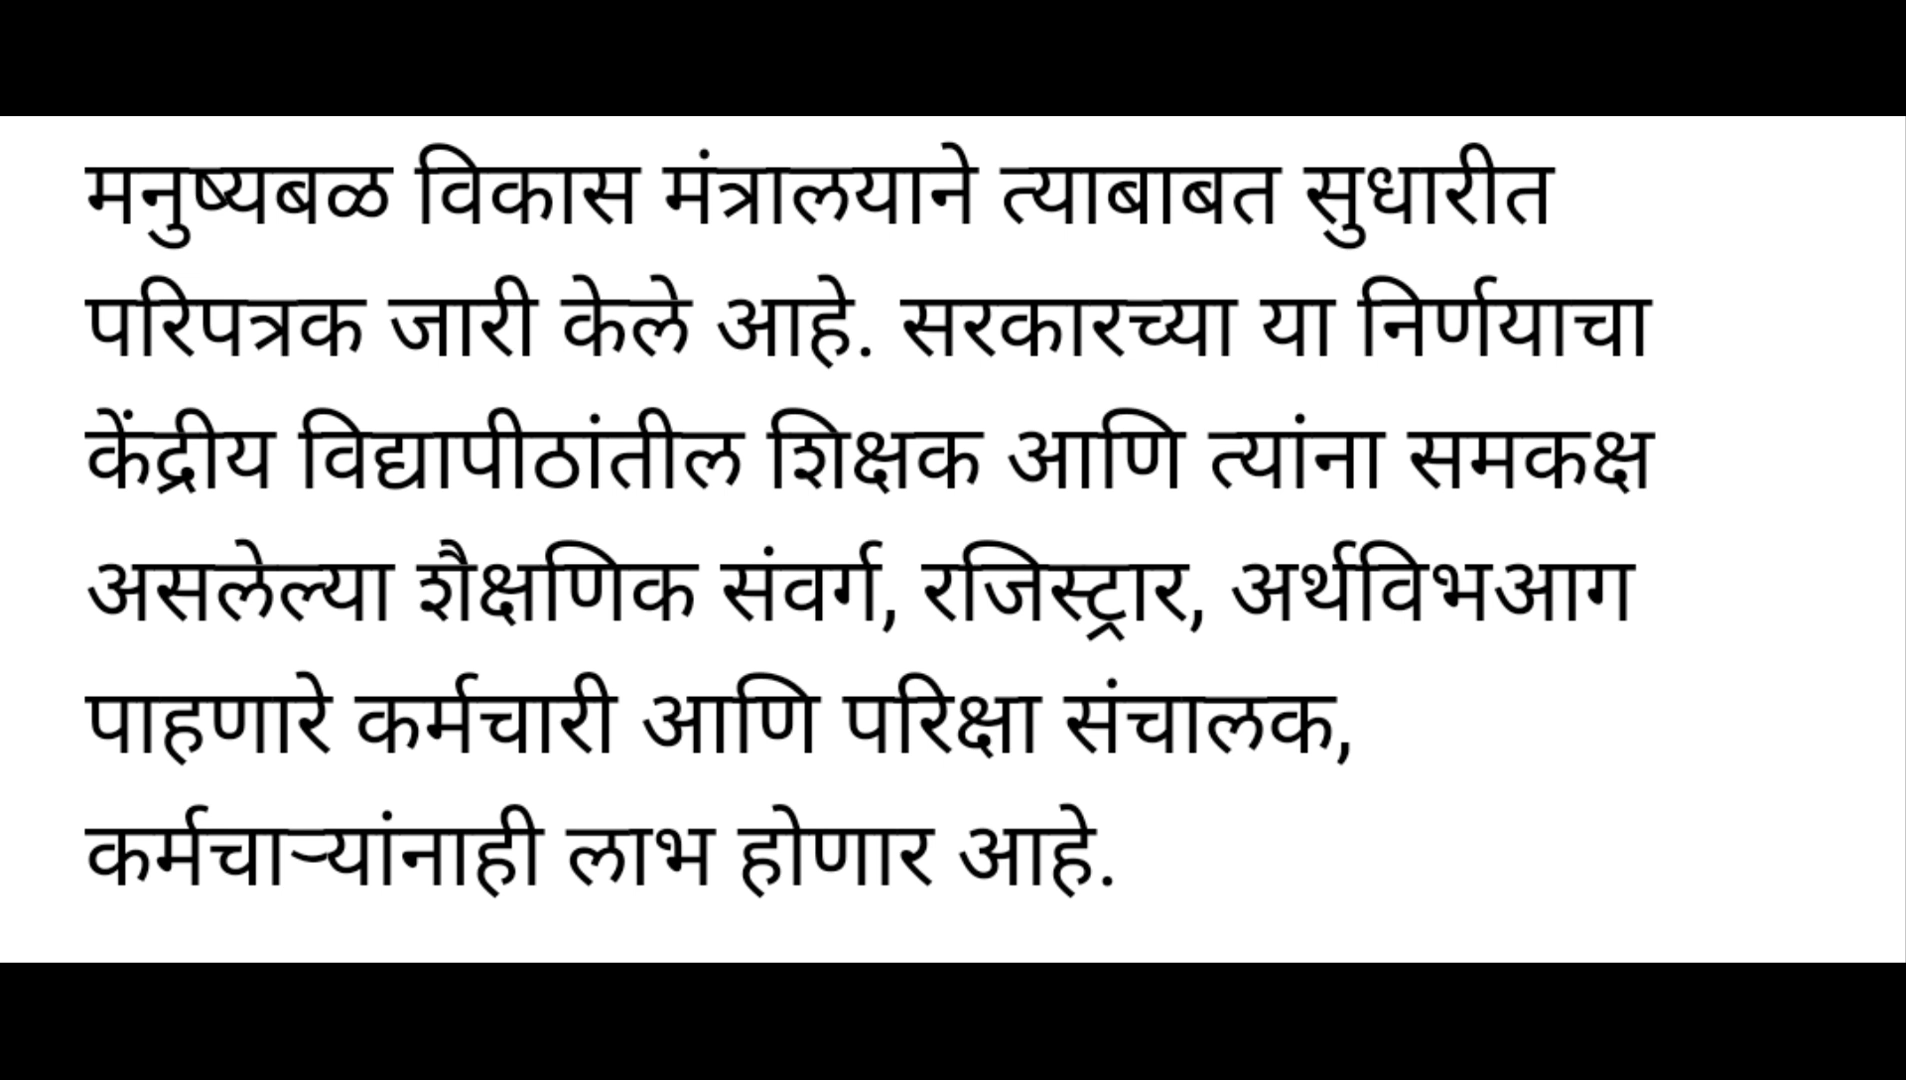 मनुष्यबळ विकास मंत्रालयाने त्याबाबत सुधारीत
परिपत्रक जारी केले आहे. सरकारच्या या निर्णयाचा
केंद्रीय विद्यापीठांतील शिक्षक आणि त्यांना समकक्ष
असलेल्या शैक्षणिक संवर्ग, रजिस्ट्रार, अर्थविभआग
पाहणारे कर्मचारी आणि परिक्षा संचालक,
कर्मचाऱ्यांनाही लाभ होणार आहे.